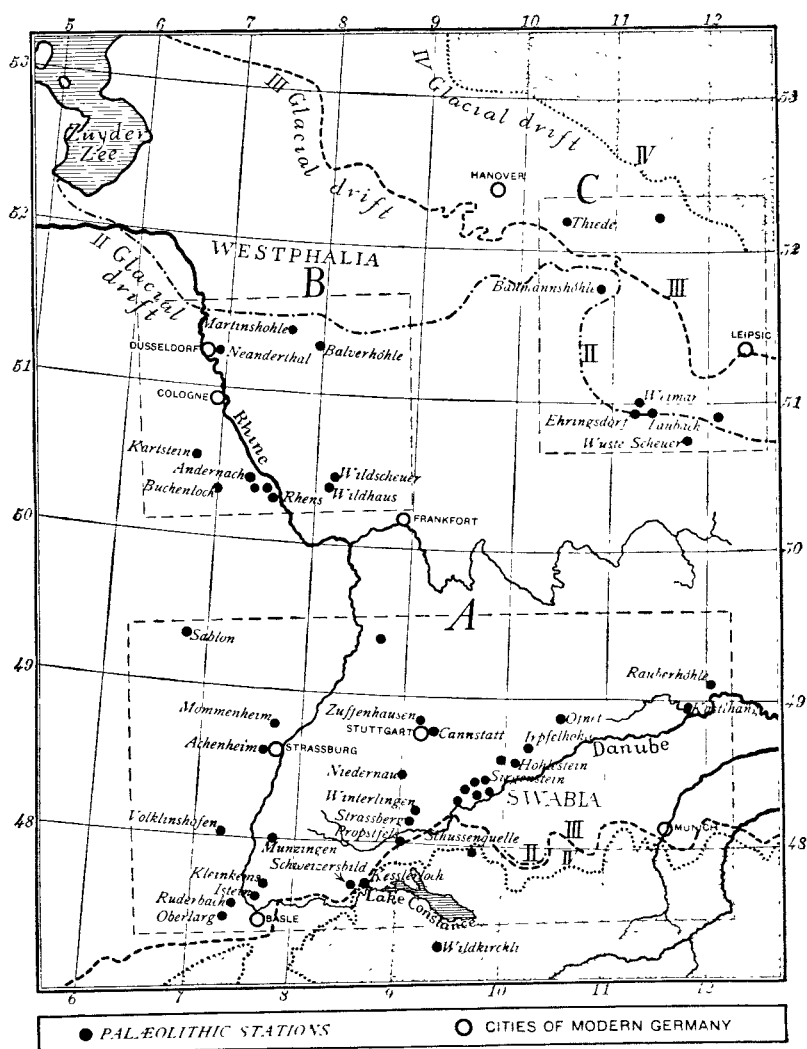 5 6 7 8 9 10 11 12
53
53
Zuyder Zee
III Glacial drift
IV Glacial drift
IV
HANOVER
C
Thiede
52
52
II Glacial drift
WESTPHALIA
B
Baumannshöhle
III
Martinshöhle
LEIPSIC
DUSSELDORF
Neanderthal
Balverhöhle
II
51
51
COLOGNE
Weimar
Ehringsdorf
Taubach
Wüste Scheuer
Rhine
Kartstein
Andernach
Wildscheuer
Buchenloch
Rhens
Wildhaus
50
FRANKFORT
50
A
Sablon
49
Rauberhöhle
49
Mommenheim
Zuffenhausen
Ofnet
Kastlhang
STUTTGART
Cannstatt
Achenheim
STRASSBURG
Danube
Hohlestein
Niedernau
Sirgenstein
Winterlingen
SWABIA
48
Völklinshofen
Strassberg
Propstfels
Schussenquelle
III
MUNICH
48
Munzingen
II
II
Schweizersbild
Kesslerloch
Kleinkems
Istein
Lake Constance
Ruderbach
Oberlarg
BASLE
Wildkirchli
6 7 8 9 10 11 12
PALÆOLITHIC STATIONS
CITIES OF MODERN GERMANY